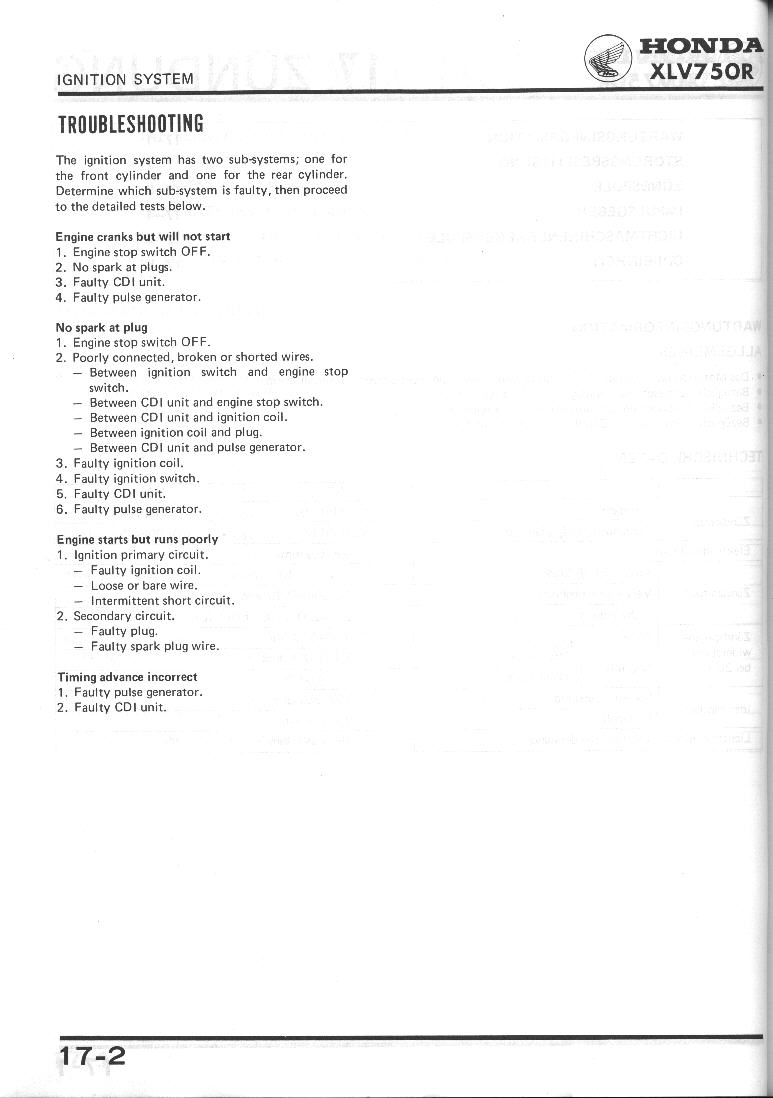 IGNITION SYSTEM
HONDA
XLV750R
TROUBLESHOOTING
The ignition system has two sub-systems; one for
the front cylinder and one for the rear cylinder.
Determine which sub-system is faulty, then proceed
to the detailed tests below.
Engine cranks but will not start
1. Engine stop switch OFF.
2. No spark at plugs.
3. Faulty CDI unit.
4. Faulty pulse generator.
No spark at plug
1. Engine stop switch OFF.
2. Poorly connected, broken or shorted wires.
— Between ignition switch and engine stop
switch.
— Between CDI unit and engine stop switch.
— Between CDI unit and ignition coil.
— Between ignition coil and plug.
— Between CDI unit and pulse generator.
3. Faulty ignition coil.
4. Faulty ignition switch.
5. Faulty CDI unit.
6. Faulty pulse generator.
Engine starts but runs poorly
1. Ignition primary circuit.
— Faulty ignition coil.
— Loose or bare wire.
— Intermittent short circuit.
2. Secondary circuit.
— Faulty plug.
— Faulty spark plug wire.
Timing advance incorrect
1. Faulty pulse generator.
2. Faulty CDI unit.
17-2